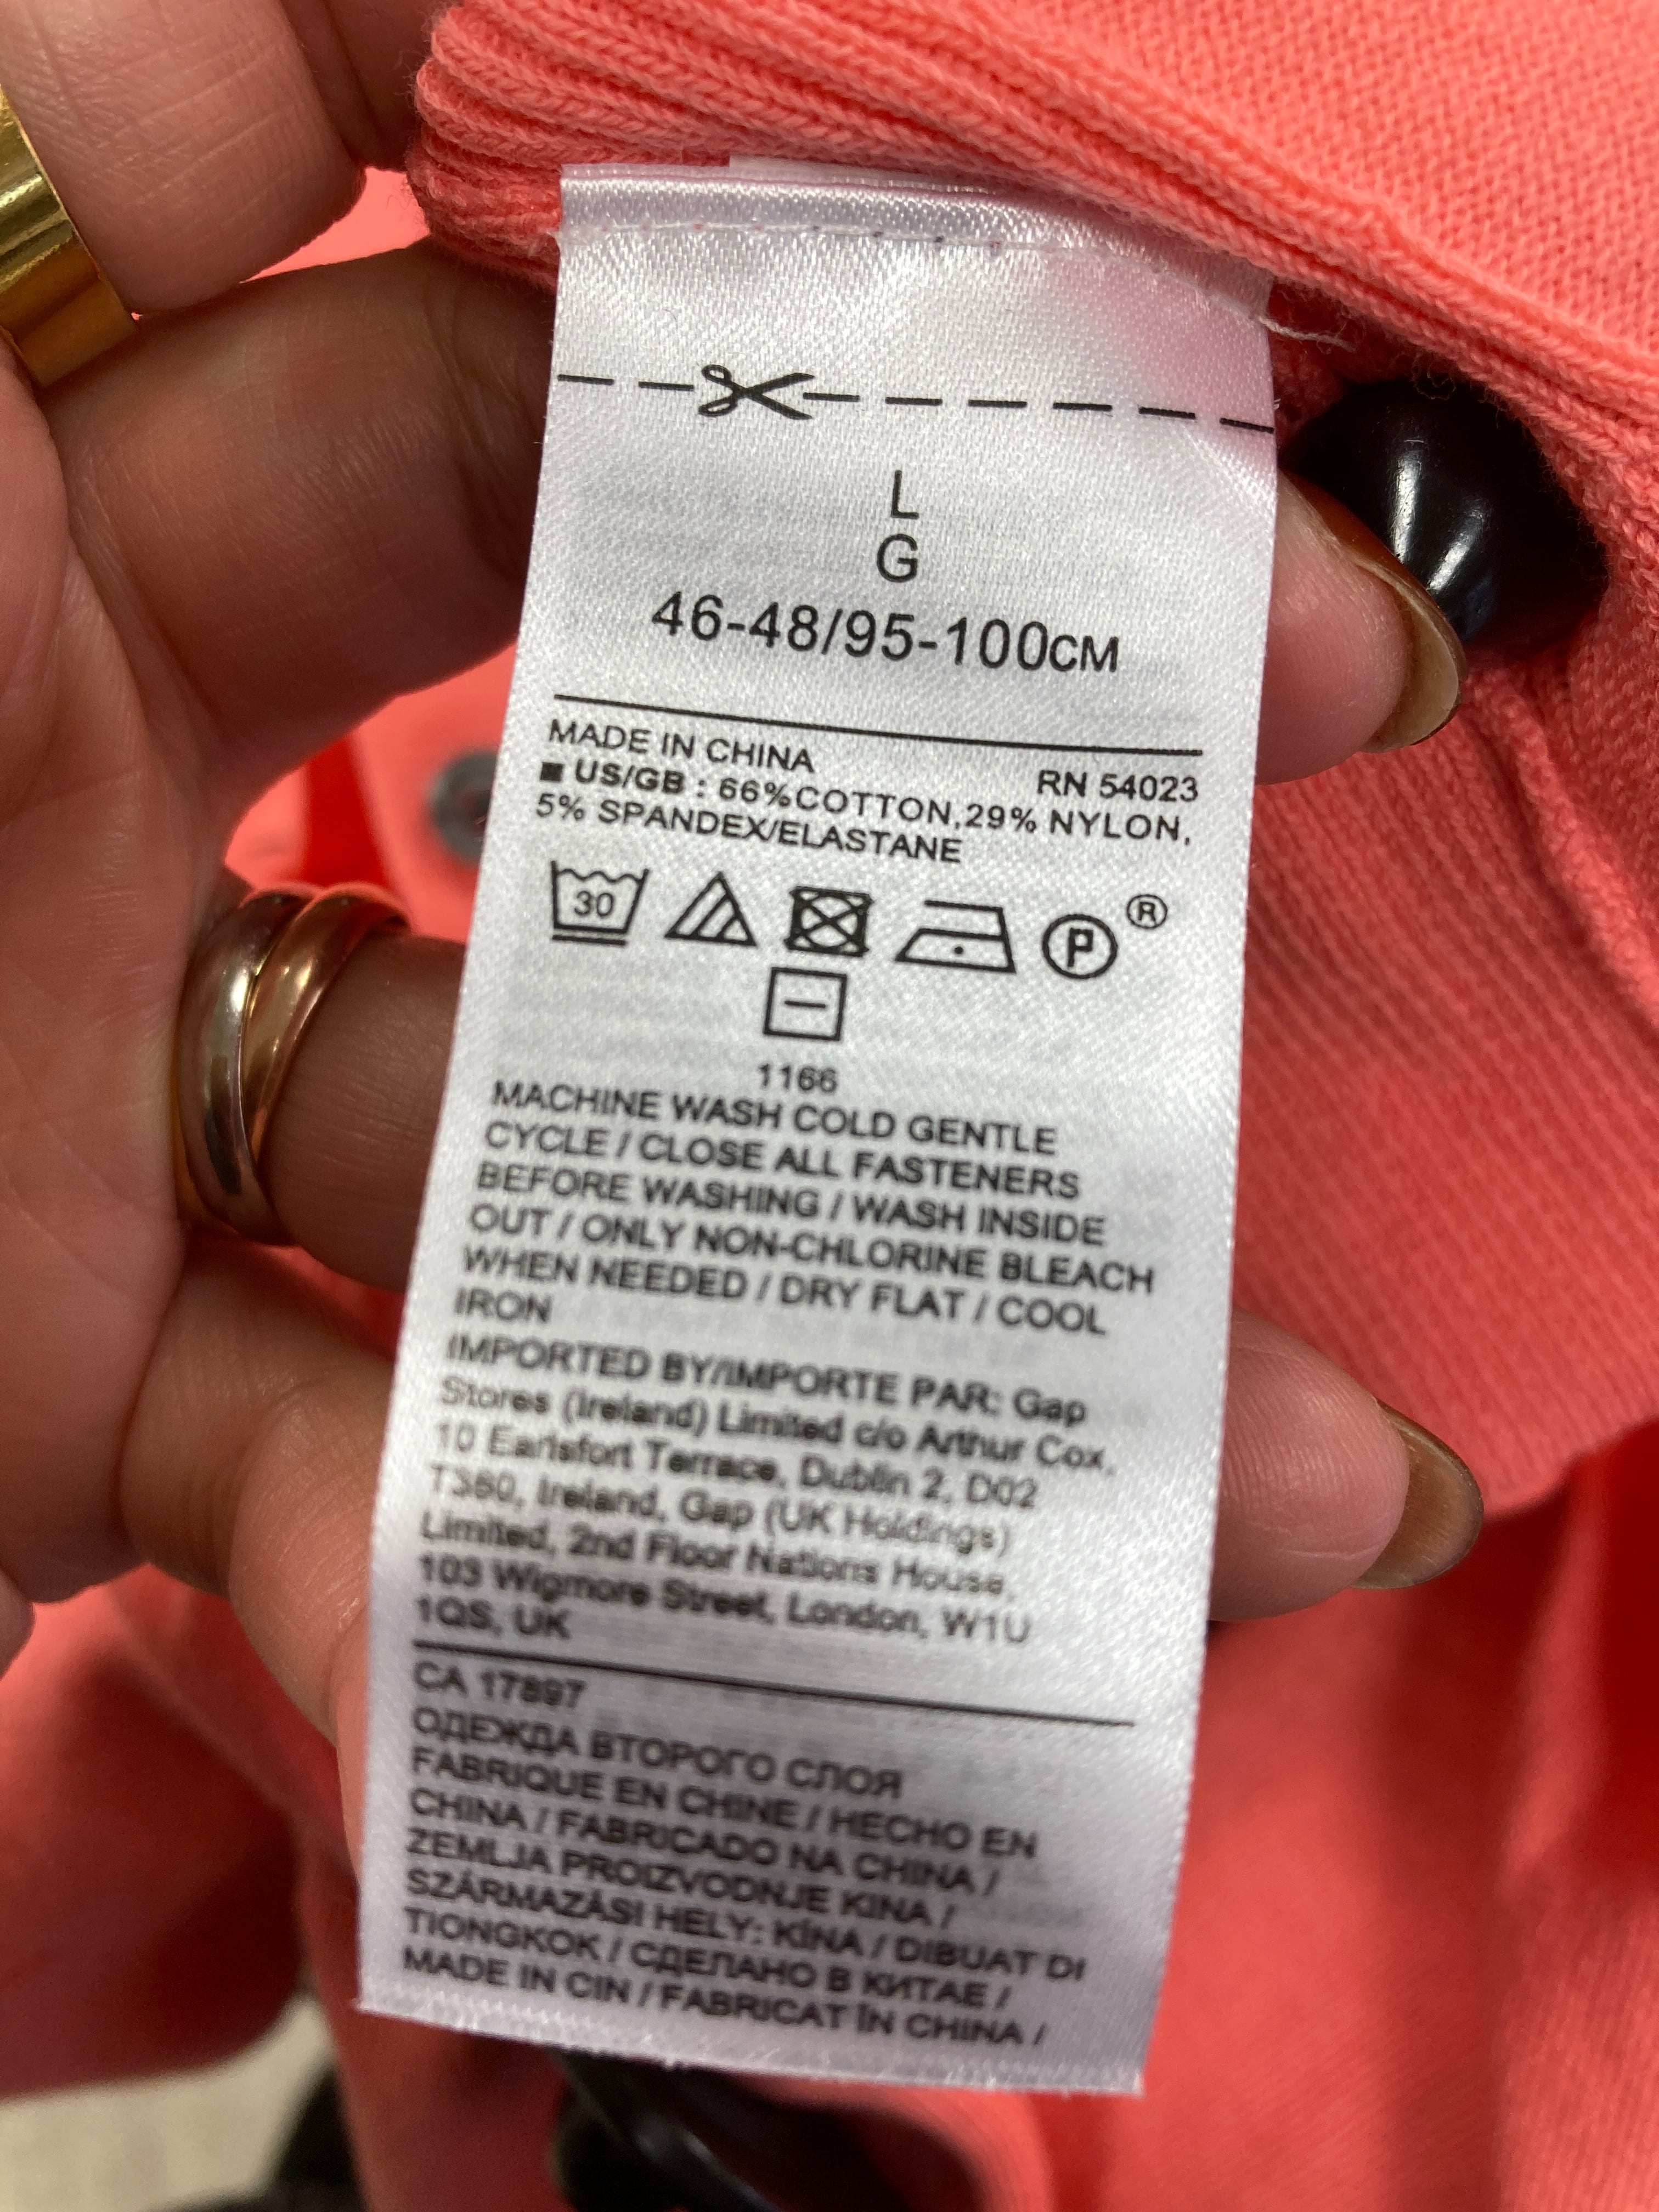 L
G
46-48/95-100CM
MADE IN CHINA
RN 54023
■ US/GB : 66%COTTON,29% NYLON,
5% SPANDEX/ELASTANE
30
P ®
1166
MACHINE WASH COLD GENTLE
CYCLE / CLOSE ALL FASTENERS
BEFORE WASHING / WASH INSIDE
OUT / ONLY NON-CHLORINE BLEACH
WHEN NEEDED / DRY FLAT / COOL
IRON
IMPORTED BY/IMPORTE PAR: Gap
Stores (Ireland) Limited c/o Arthur Cox,
10 Earlsfort Terrace, Dublin 2, D02
T380, Ireland, Gap (UK Holdings)
Limited, 2nd Floor Nations House,
103 Wigmore Street, London, W1U
1QS, UK
CA 17897
ОДЕЖДА ВТОРОГО СЛОЯ
FABRIQUE EN CHINE / HECHO EN
CHINA / FABRICADO NA CHINA /
ZEMLJA PROIZVODNJE KINA /
SZÁRMAZÁSI HELY: KÍNA / DIBUAT DI
TIONGKOK / СДЕЛАНО В КИТАЕ /
MADE IN CIN / FABRICAT ÎN CHINA /